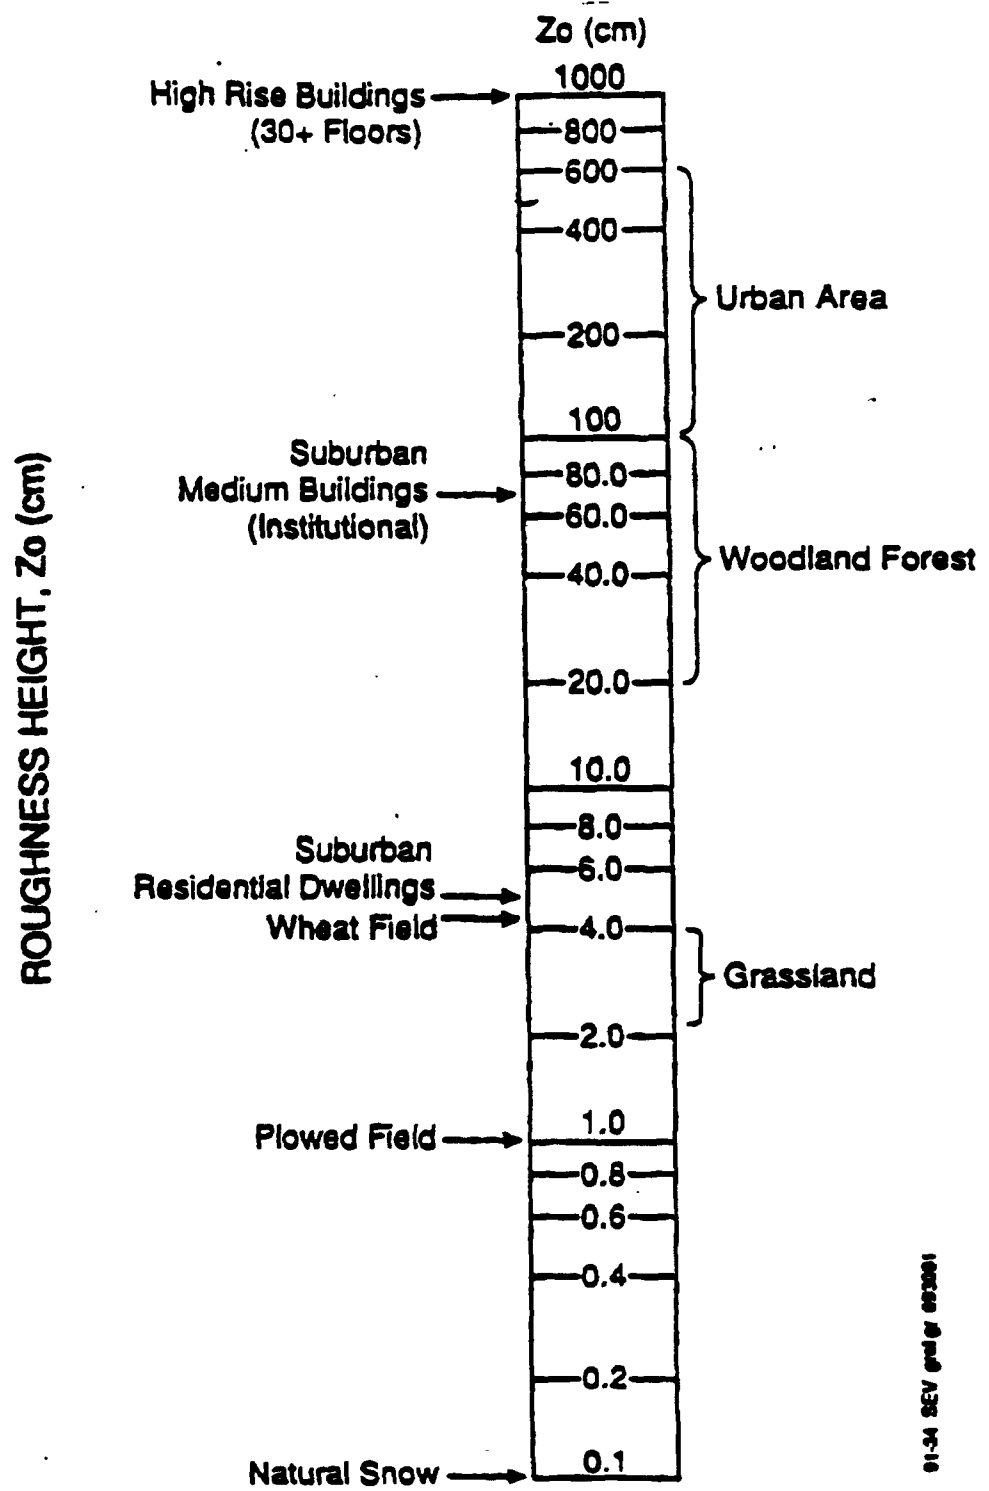 Zo (cm)
1000
High Rise Buildings
(30+ Floors)
800
600
400
Urban Area
200
100
Suburban
Medium Buildings
(Institutional)
80.0
60.0
Woodland Forest
40.0
20.0
10.0
8.0
Suburban
Residential Dwellings
6.0
Wheat Field
4.0
Grassland
2.0
1.0
Plowed Field
0.8
0.6
0.4
0.2
0.1
Natural Snow
ROUGHNESS HEIGHT, Zo (cm)
91-34 SEV